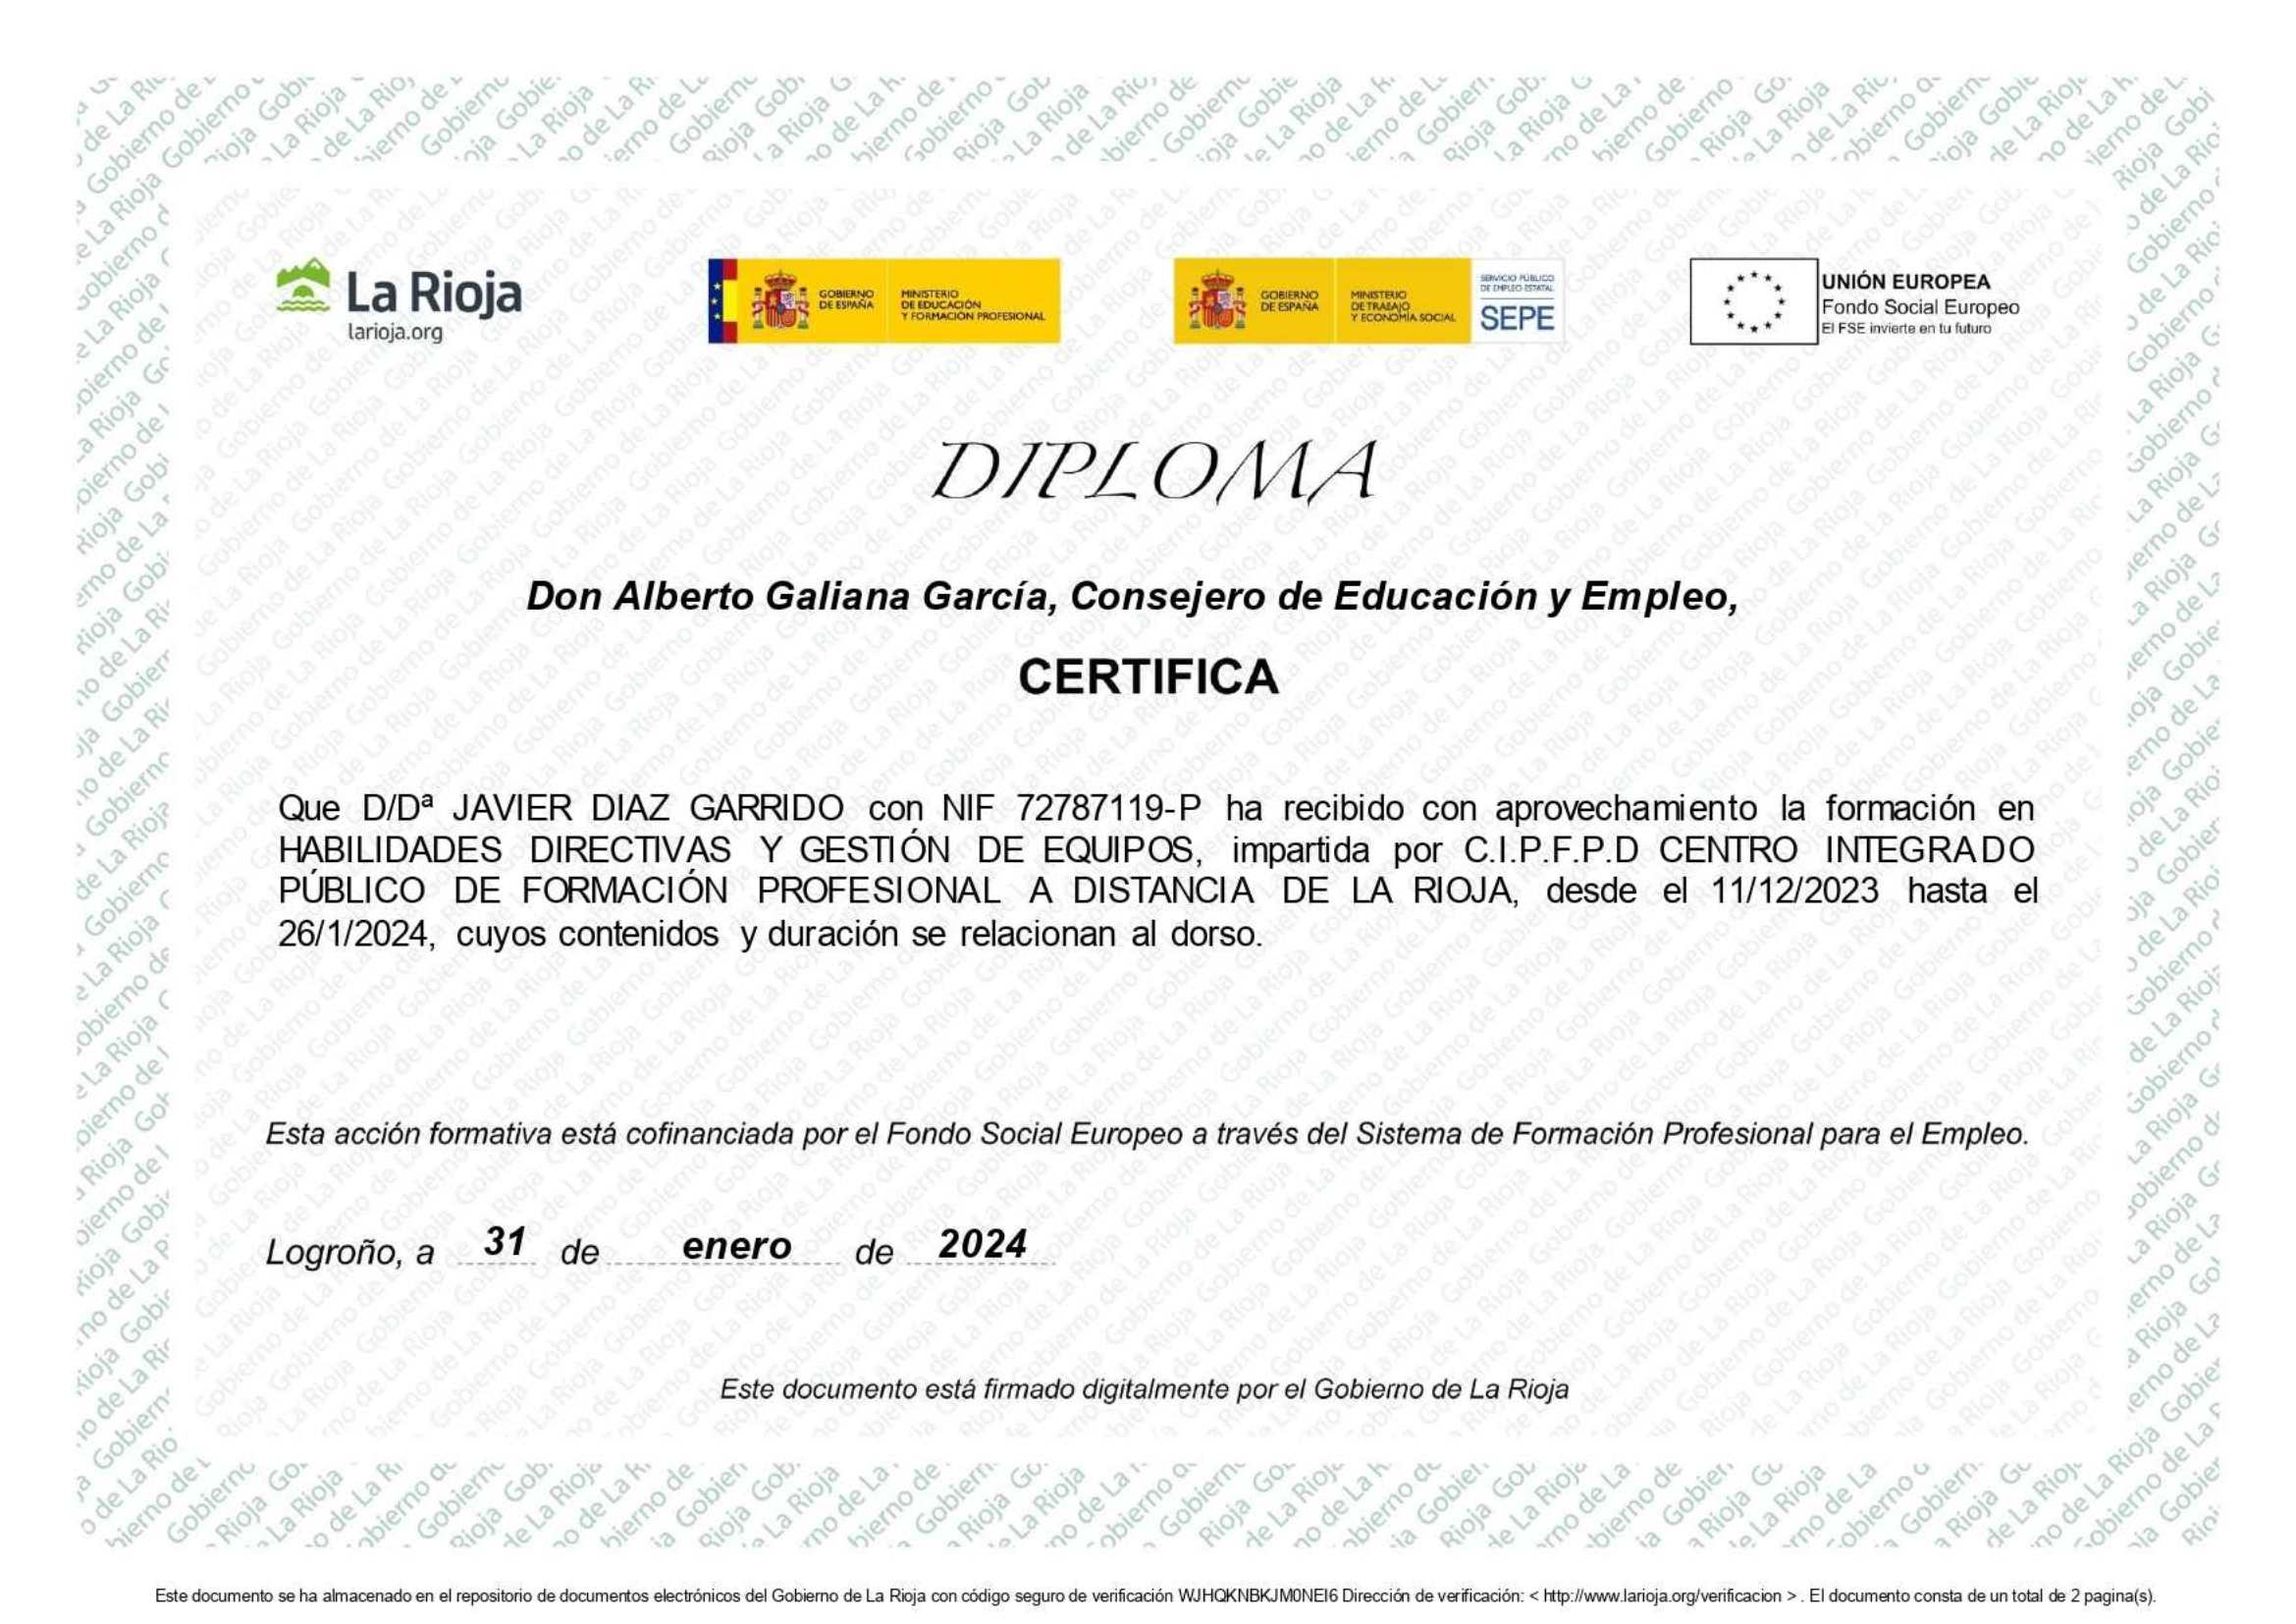 La Rioja
larioja.org
GOBIERNO
DE ESPAÑA
MINISTERIO
DE EDUCACIÓN
Y FORMACIÓN PROFESIONAL
GOBIERNO
DE ESPAÑA
MINISTERIO
DE TRABAJO
Y ECONOMÍA SOCIAL
SERVICIO PÚBLICO
DE EMPLEO ESTATAL
SEPE
UNIÓN EUROPEA
Fondo Social Europeo
El FSE invierte en tu futuro
DIPLOMA
Don Alberto Galiana García, Consejero de Educación y Empleo,
CERTIFICA
Que D/Dª JAVIER DIAZ GARRIDO con NIF 72787119-P ha recibido con aprovechamiento la formación en
HABILIDADES DIRECTIVAS Y GESTIÓN DE EQUIPOS, impartida por C.I.P.F.P.D CENTRO INTEGRADO
PÚBLICO DE FORMACIÓN PROFESIONAL A DISTANCIA DE LA RIOJA, desde el 11/12/2023 hasta el
26/1/2024, cuyos contenidos y duración se relacionan al dorso.
Esta acción formativa está cofinanciada por el Fondo Social Europeo a través del Sistema de Formación Profesional para el Empleo.
Logroño, a 31 de enero de 2024
Este documento está firmado digitalmente por el Gobierno de La Rioja
Este documento se ha almacenado en el repositorio de documentos electrónicos del Gobierno de La Rioja con código seguro de verificación WJHQKNBKJM0NEI6 Dirección de verificación: < http://www.larioja.org/verificacion > . El documento consta de un total de 2 pagina(s).